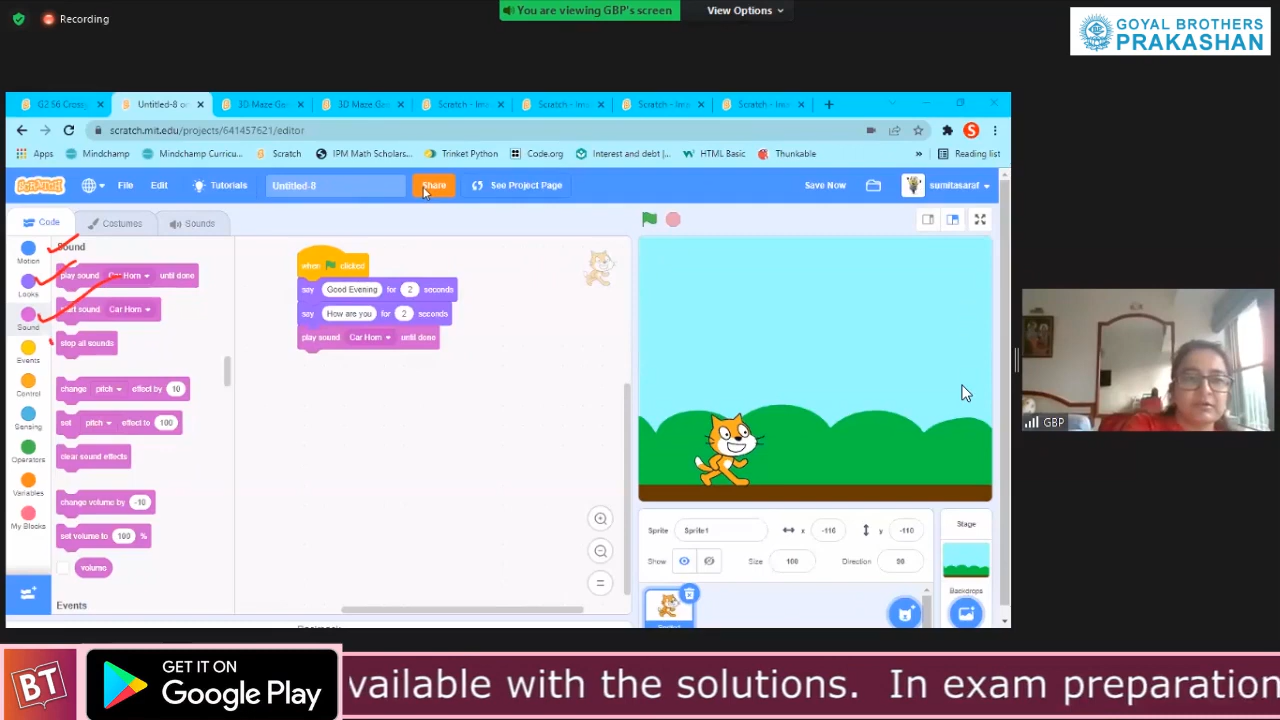 Recording
You are viewing GBP's screen
View Options
GOYAL BROTHERS
PRAKASHAN
Untitled-8
3D Maze
3D Maze
Scratch - Ima
Scratch - Ima
Scratch - Ima
Scratch - Ima
scratch.mit.edu/projects/641457621/editor
Apps
Mindchamp
Mindchamp Curricu...
Scratch
IPM Math Scholars...
Trinket Python
Code.org
Interest and debt |...
HTML Basic
Thunkable
»
Reading list
SCRATCH
File
Edit
Tutorials
Untitled-8
Share
See Project Page
Save Now
sumitasaraf
Code
Costumes
Sounds
Motion
Looks
Sound
Events
Control
Sensing
Operators
Variables
My Blocks
Sound
play sound Car Horn until done
start sound Car Horn
stop all sounds
change pitch effect by 10
set pitch effect to 100
clear sound effects
change volume by -10
set volume to 100 %
volume
Events
when clicked
say Good Evening for 2 seconds
say How are you for 2 seconds
play sound Car Horn until done
Sprite Sprite1 x -110 y -110
Show Size 100 Direction 90
Stage
Backdrops
GBP
BT
GET IT ON
Google Play
vailable with the solutions. In exam preparation